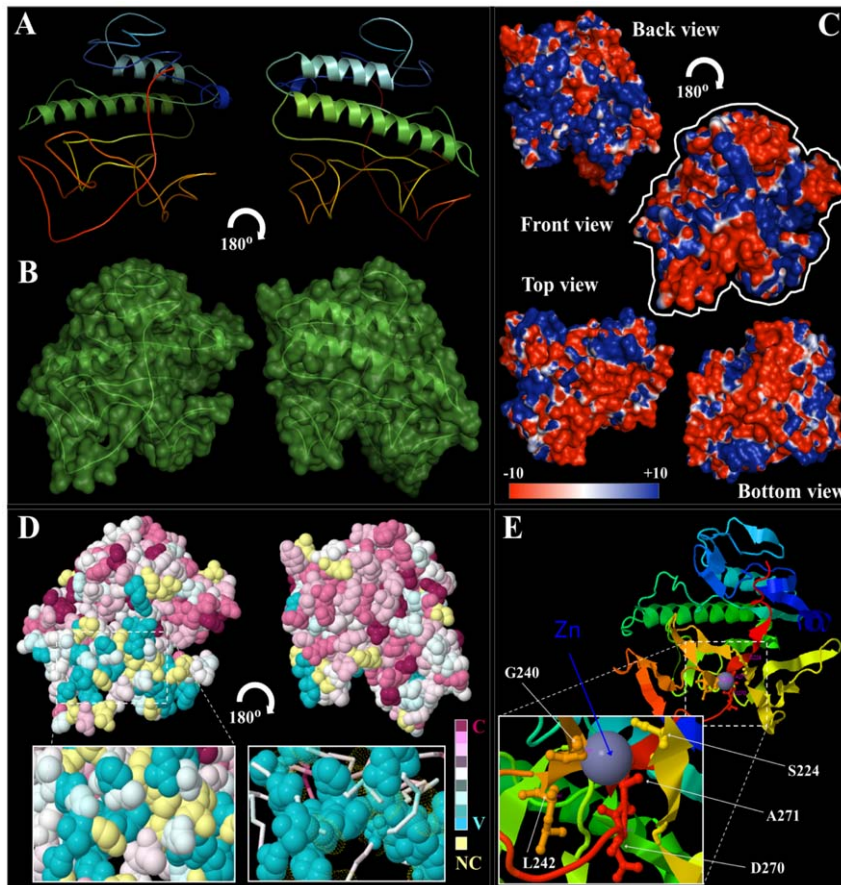 A
180°
B
C
Back view
180°
Front view
Top view
-10
+10
Bottom view
D
180°
C
V
NC
E
Zn
G240
S224
A271
L242
D270